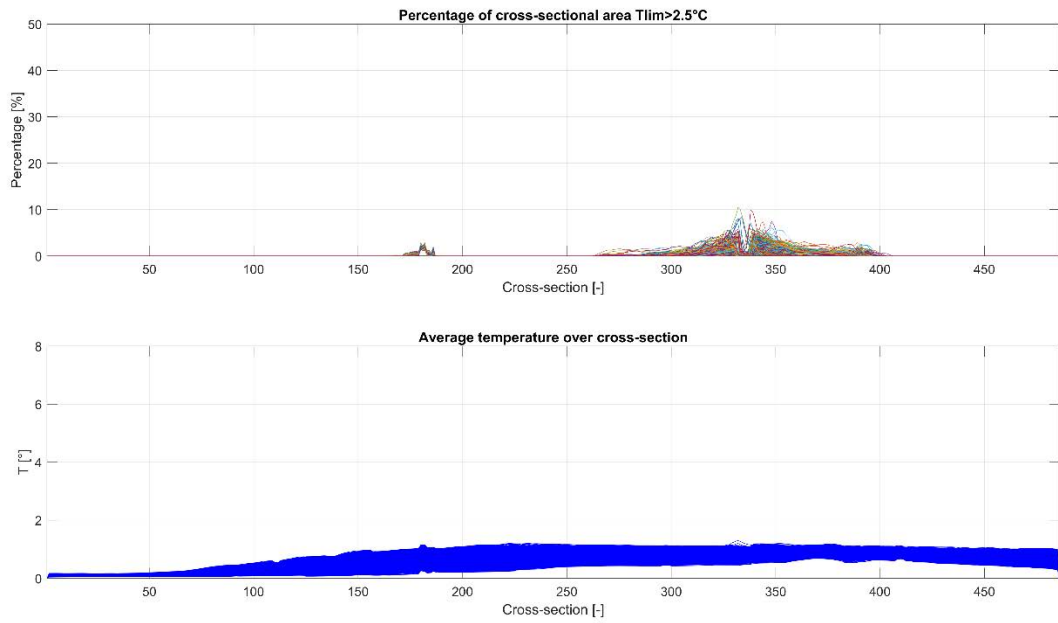 Percentage of cross-sectional area Tlim>2.5°C
50
40
30
20
10
0
Percentage [%]
50 100 150 200 250 300 350 400 450
Cross-section [-]
Average temperature over cross-section
8
6
4
2
0
T [°]
50 100 150 200 250 300 350 400 450
Cross-section [-]